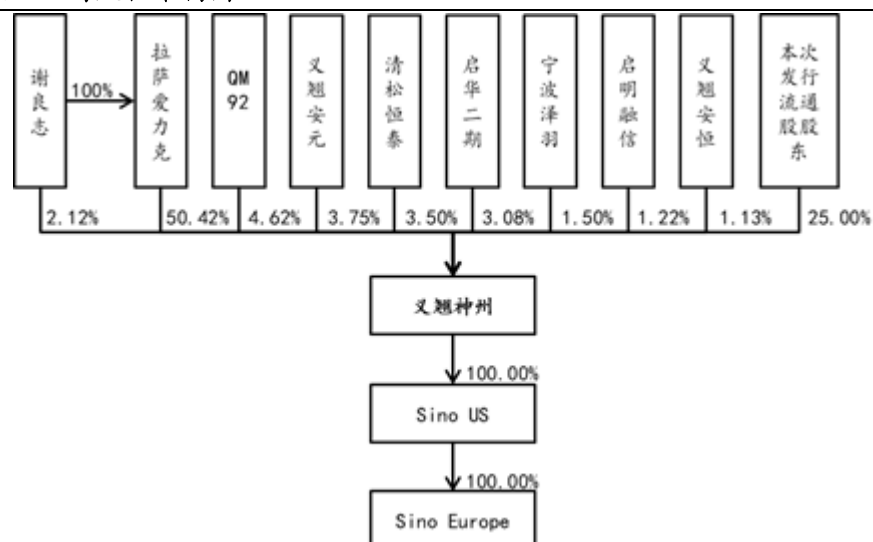 谢良志
100%
拉萨爱力克
QM
92
义翘安元
清松恒泰
启华二期
宁波泽羽
启明融信
义翘安恒
本次
发行
流通
股股
东
2.12%
50.42%
4.62%
3.75%
3.50%
3.08%
1.50%
1.22%
1.13%
25.00%
义翘神州
100.00%
Sino US
100.00%
Sino Europe